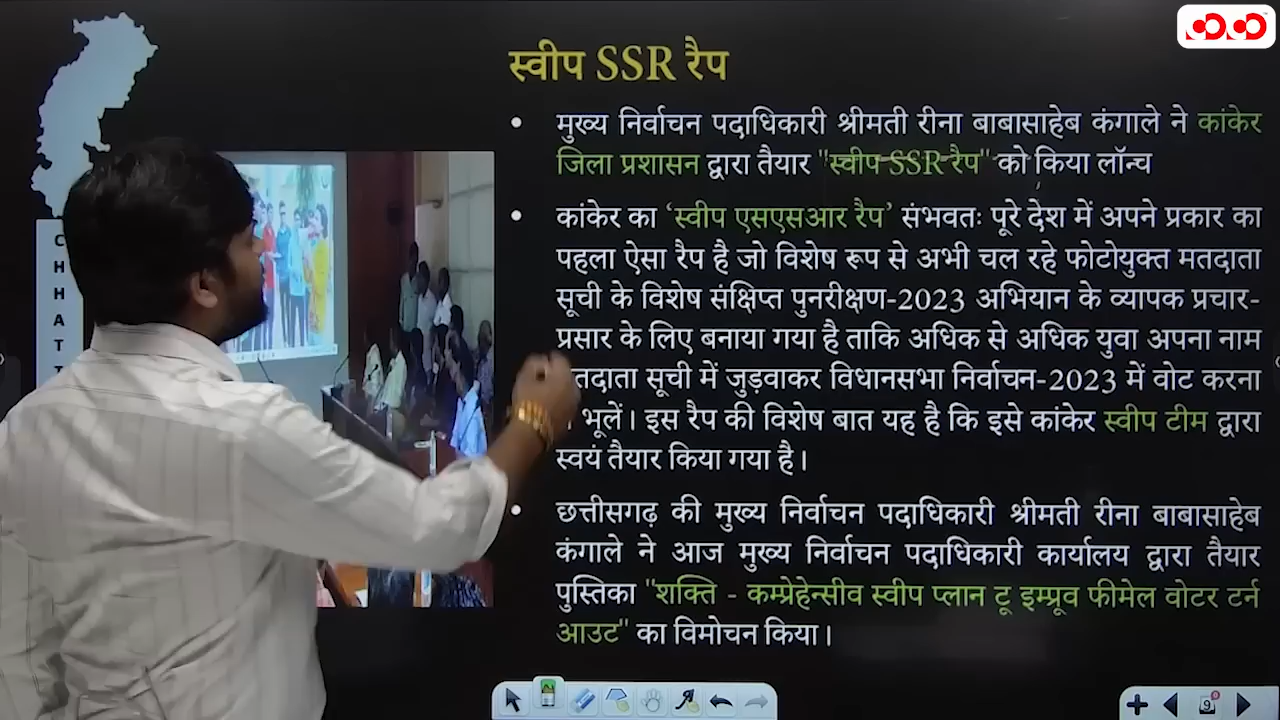 स्वीप SSR रैप
• मुख्य निर्वाचन पदाधिकारी श्रीमती रीना बाबासाहेब कंगाले ने कांकेर
जिला प्रशासन द्वारा तैयार "स्वीप SSR रैप" को किया लॉन्च
• कांकेर का ‘स्वीप एसएसआर रैप’ संभवतः पूरे देश में अपने प्रकार का
पहला ऐसा रैप है जो विशेष रूप से अभी चल रहे फोटोयुक्त मतदाता
सूची के विशेष संक्षिप्त पुनरीक्षण-2023 अभियान के व्यापक प्रचार-
प्रसार के लिए बनाया गया है ताकि अधिक से अधिक युवा अपना नाम
सूची में जुड़वाकर विधानसभा निर्वाचन-2023 में वोट करना
भूलें। इस रैप की विशेष बात यह है कि इसे कांकेर स्वीप टीम द्वारा
स्वयं तैयार किया गया है।
• छत्तीसगढ़ की मुख्य निर्वाचन पदाधिकारी श्रीमती रीना बाबासाहेब
कंगाले ने आज मुख्य निर्वाचन पदाधिकारी कार्यालय द्वारा तैयार
पुस्तिका "शक्ति - कम्प्रेहेन्सीव स्वीप प्लान टू इम्प्रूव फीमेल वोटर टर्न
आउट" का विमोचन किया।
C
H
H
A
T
T
9